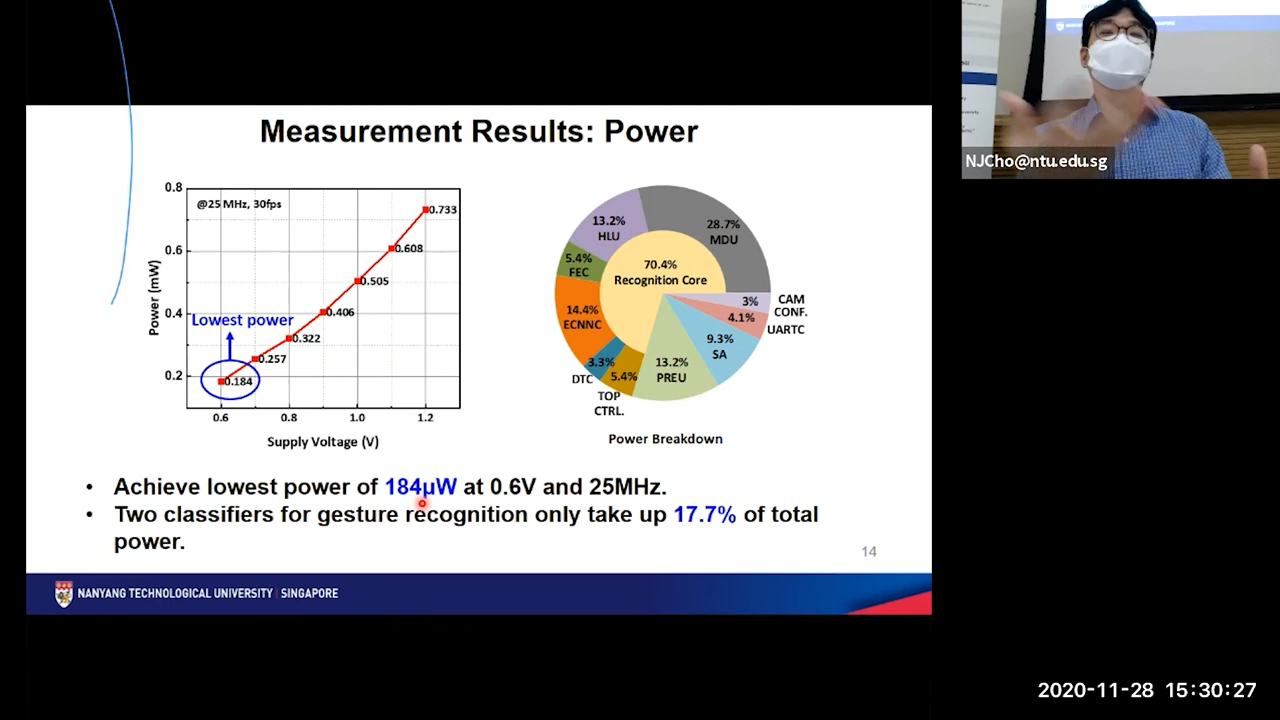 Measurement Results: Power
0.8
0.6
0.4
0.2
Power (mW)
@25 MHz, 30fps
0.733
0.608
0.505
0.406
0.322
0.257
0.184
Lowest power
0.6
0.8
1.0
1.2
Supply Voltage (V)
13.2%
HLU
28.7%
MDU
5.4%
FEC
70.4%
Recognition Core
14.4%
ECNNC
3%
CAM
CONF.
4.1%
UARTC
9.3%
SA
3.3%
DTC
5.4%
TOP
CTRL.
13.2%
PREU
Power Breakdown
• Achieve lowest power of 184µW at 0.6V and 25MHz.
• Two classifiers for gesture recognition only take up 17.7% of total
power.
14
NANYANG TECHNOLOGICAL UNIVERSITY | SINGAPORE
NJCho@ntu.edu.sg
2020-11-28 15:30:27